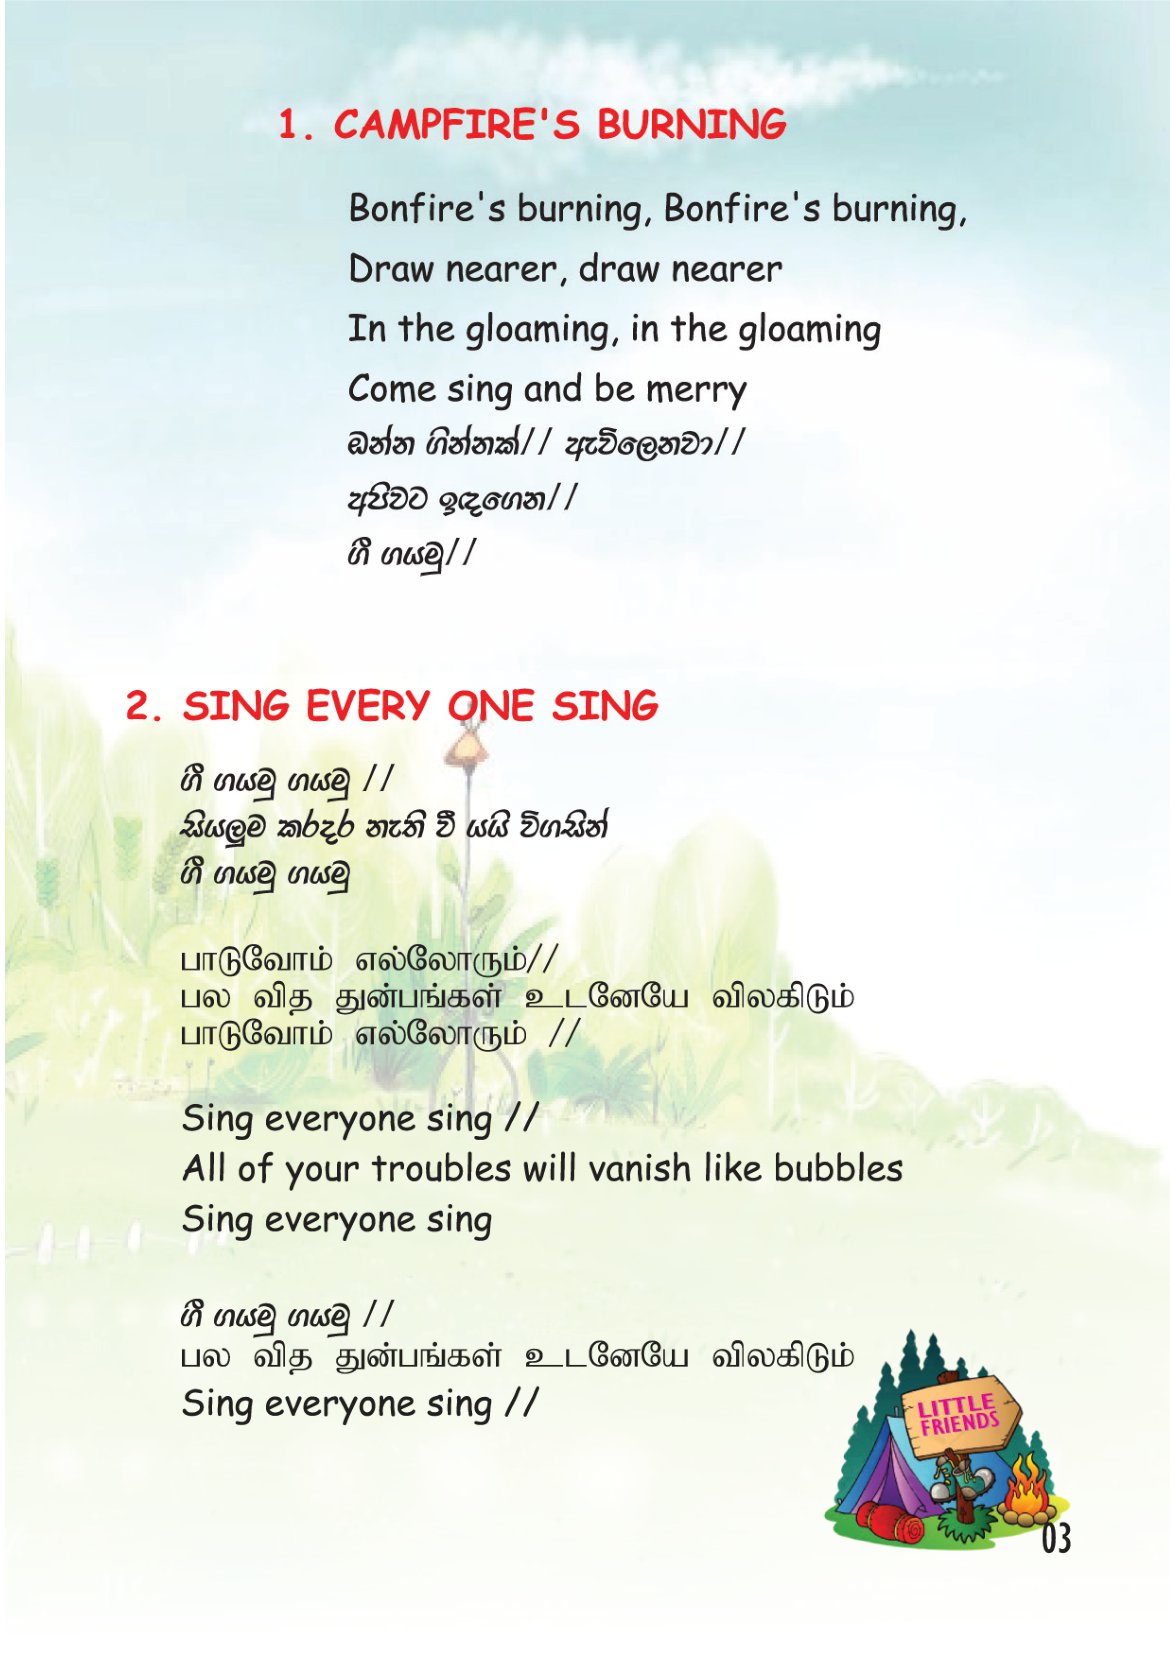 1. CAMPFIRE'S BURNING
Bonfire's burning, Bonfire's burning,
Draw nearer, draw nearer
In the gloaming, in the gloaming
Come sing and be merry
ඔන්න ගින්නක්// ඇවිලෙනවා//
අපිවට ඉඳගෙන//
ගී ගයමු//
2. SING EVERY ONE SING
ගී ගයමු ගයමු //
සියලුම කරදර නැති වී යයි විගසින්
ගී ගයමු ගයමු
பாடுவோம் எல்லோரும்//
பல வித துன்பங்கள் உடனேயே விலகிடும்
பாடுவோம் எல்லோரும் //
Sing everyone sing //
All of your troubles will vanish like bubbles
Sing everyone sing
ගී ගයමු ගයමු //
பல வித துன்பங்கள் உடனேயே விலகிடும்
Sing everyone sing //
LITTLE
FRIENDS
03